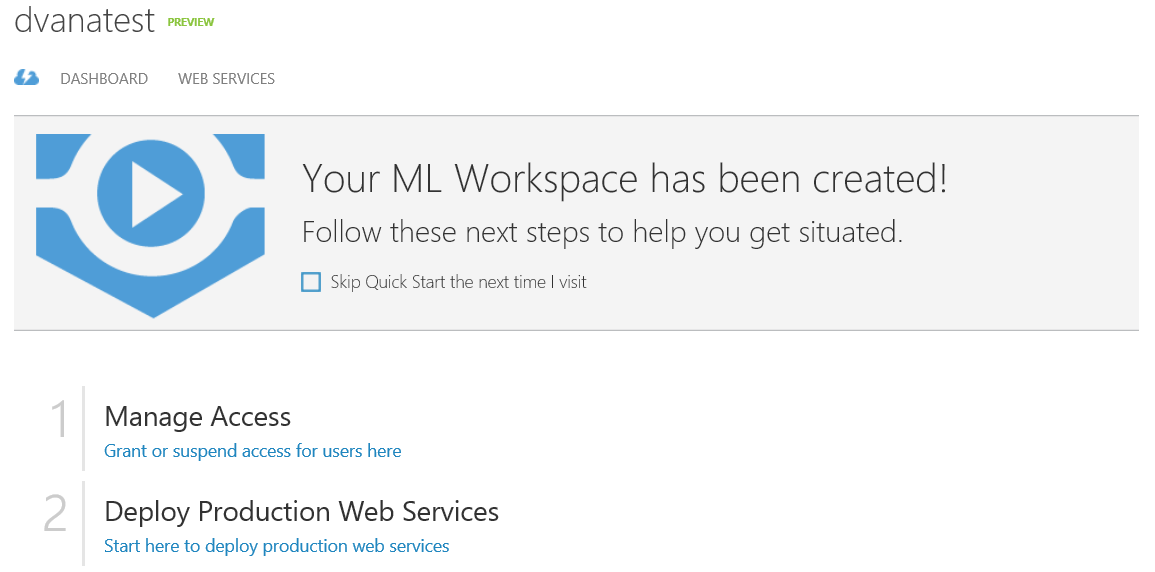 dvanatest PREVIEW
DASHBOARD WEB SERVICES
Your ML Workspace has been created!
Follow these next steps to help you get situated.
Skip Quick Start the next time I visit
1 Manage Access
Grant or suspend access for users here
2 Deploy Production Web Services
Start here to deploy production web services